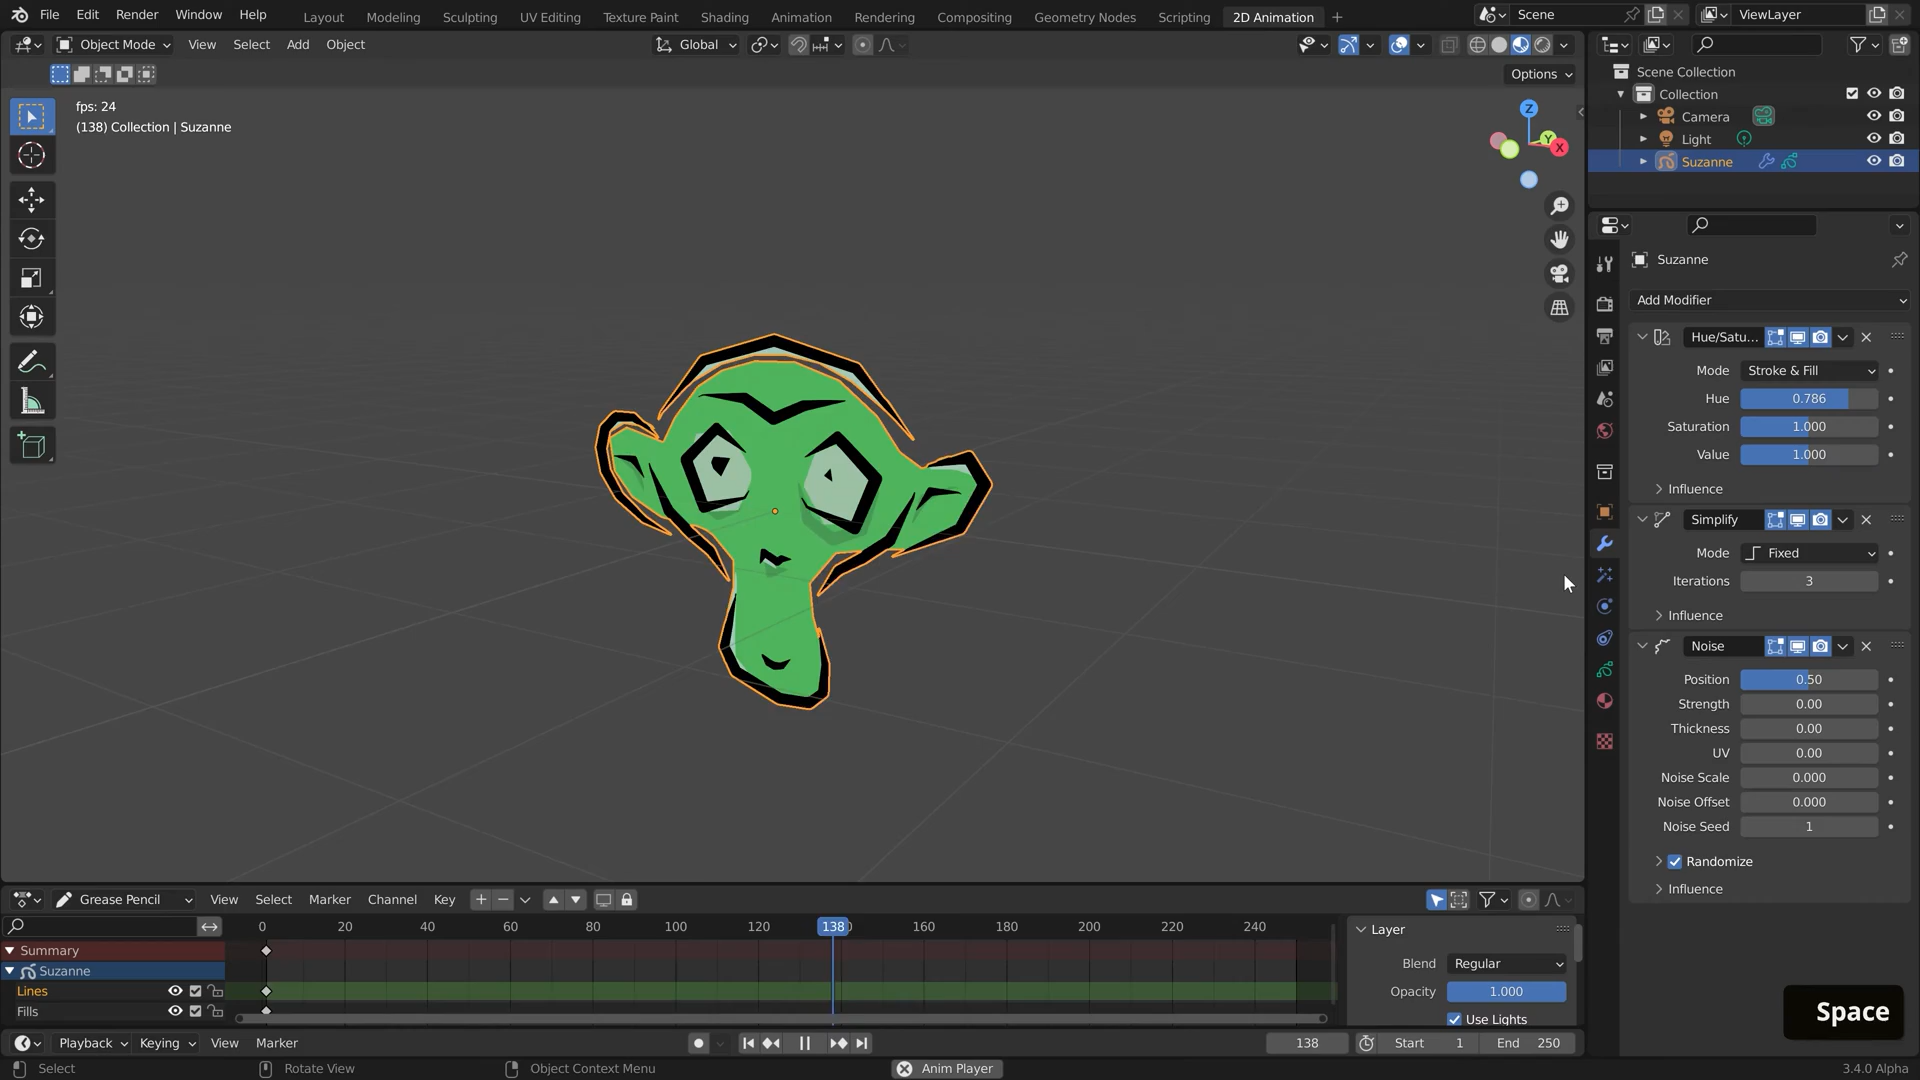 File Edit Render Window Help Layout Modeling Sculpting UV Editing Texture Paint Shading Animation Rendering Compositing Geometry Nodes Scripting 2D Animation Scene ViewLayer
Object Mode View Select Add Object Global
Options
fps: 24
(138) Collection | Suzanne
Z
Y
X
Scene Collection
Collection
Camera
Light
Suzanne
Suzanne
Add Modifier
Hue/Satu...
Mode Stroke & Fill
Hue 0.786
Saturation 1.000
Value 1.000
Influence
Simplify
Mode Fixed
Iterations 3
Influence
Noise
Position 0.50
Strength 0.00
Thickness 0.00
UV 0.00
Noise Scale 0.000
Noise Offset 0.000
Noise Seed 1
Randomize
Influence
Grease Pencil View Select Marker Channel Key
0 20 40 60 80 100 120 138 160 180 200 220 240
Summary
Suzanne
Lines
Fills
Layer
Blend Regular
Opacity 1.000
Use Lights
Space
Playback Keying View Marker 138 Start 1 End 250
Select Rotate View Object Context Menu Anim Player 3.4.0 Alpha